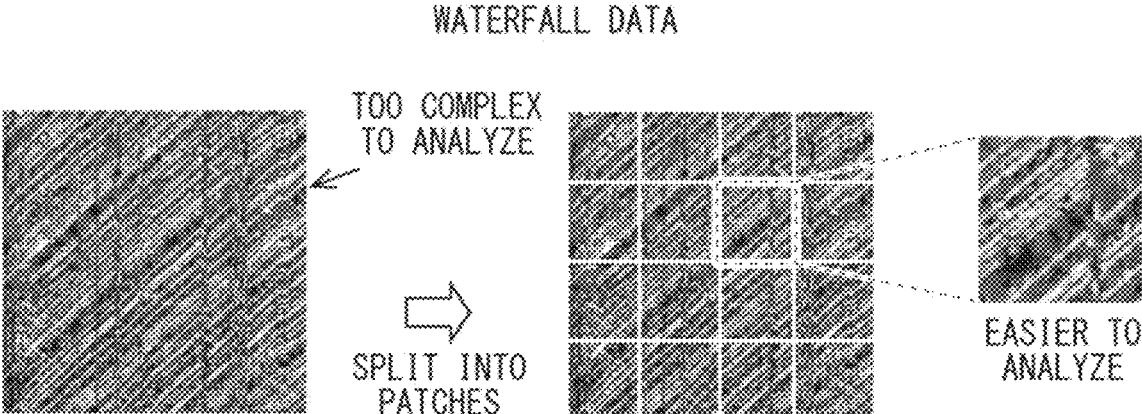 WATERFALL DATA
TOO COMPLEX
TO ANALYZE
SPLIT INTO
PATCHES
EASIER TO
ANALYZE